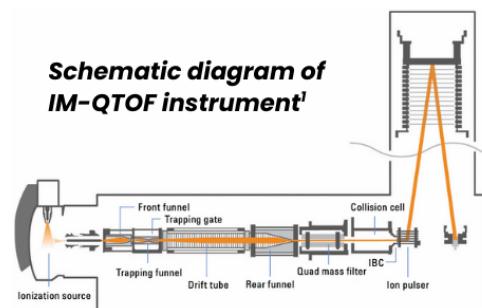 Schematic diagram of
IM-QTOF instrument¹
Front funnel
Trapping gate
Collision cell
Trapping funnel
Drift tube
Rear funnel
Quad mass filter
IBC
Ion pulser
Ionization source